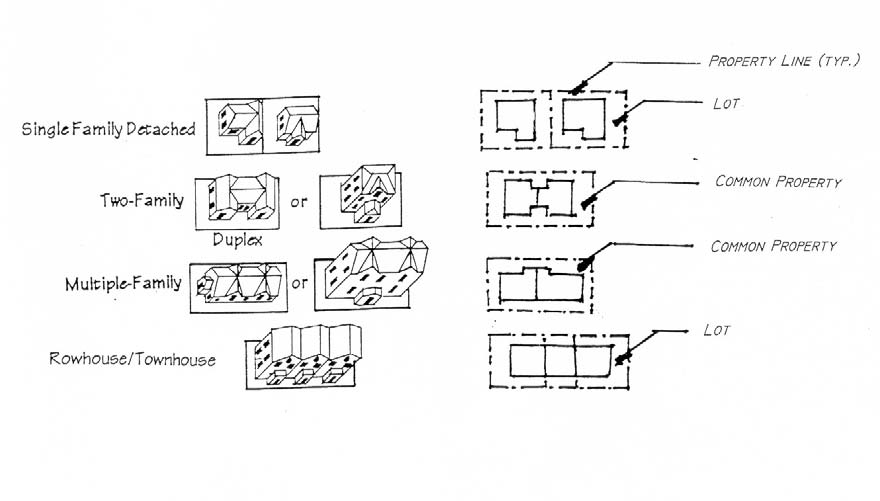 PROPERTY LINE (TYP.)
LOT
Single Family Detached
Two-Family
or
COMMON PROPERTY
Duplex
COMMON PROPERTY
Multiple-Family
or
LOT
Rowhouse/Townhouse